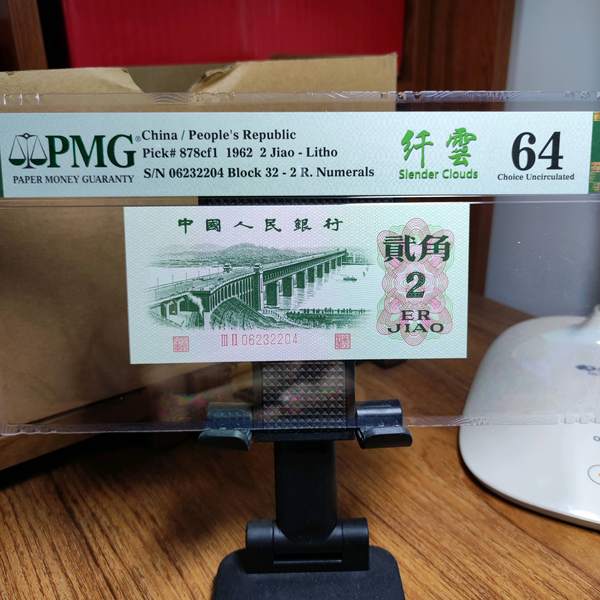 PMG
PAPER MONEY GUARANTY
China / People's Republic
Pick# 878cf1 1962 2 Jiao - Litho
S/N 06232204 Block 32 - 2 R. Numerals
纤雲
Slender Clouds
64
Choice Uncirculated
中國人民銀行
貳角
2
ER
JIAO
III II 06232204